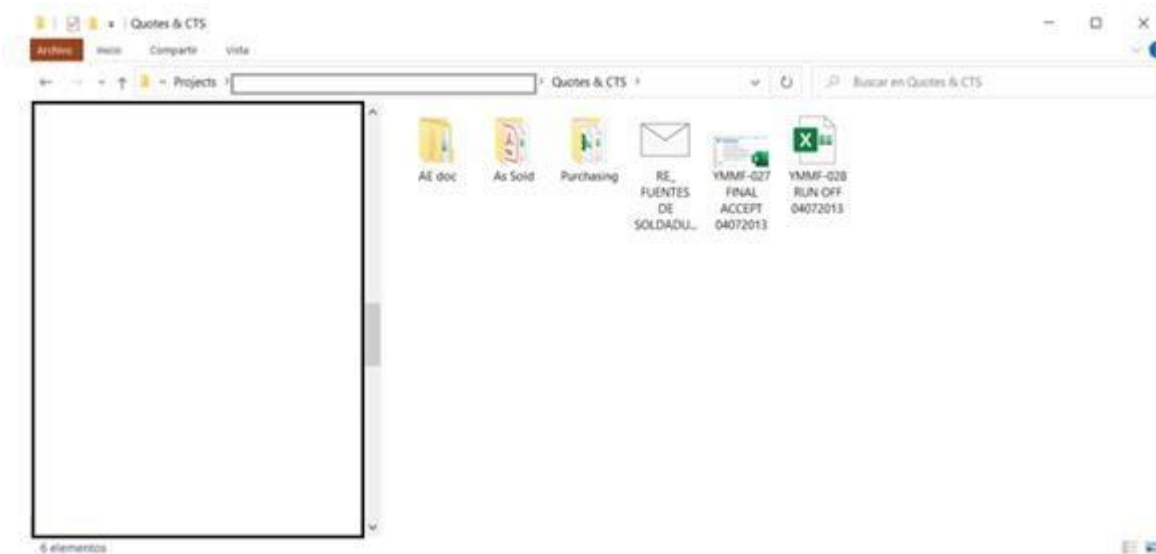 Quotes & CTS
Archivo Inicio Compartir Vista
Projects Quotes & CTS
Buscar en Quotes & CTS
AE doc
As Sold
Purchasing
RE_
FUENTES
DE
SOLDADU...
YMMF-027
FINAL
ACCEPT
04072013
YMMF-028
RUN OFF
04072013
6 elementos